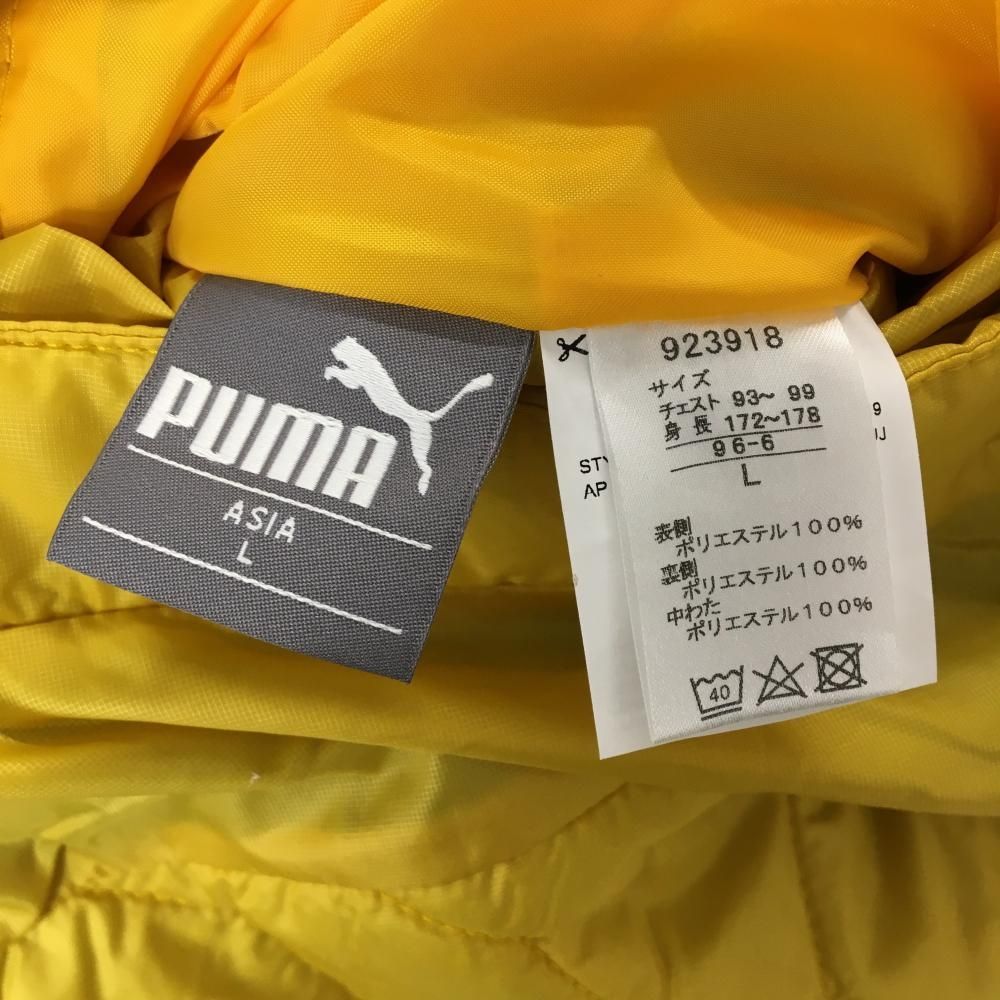 PUMA
ASIA
L
923918
サイズ
チェスト 93～ 99
身 長 172～178
96-6
L
表側
ポリエステル100%
裏側
ポリエステル100%
中わた
ポリエステル100%
40